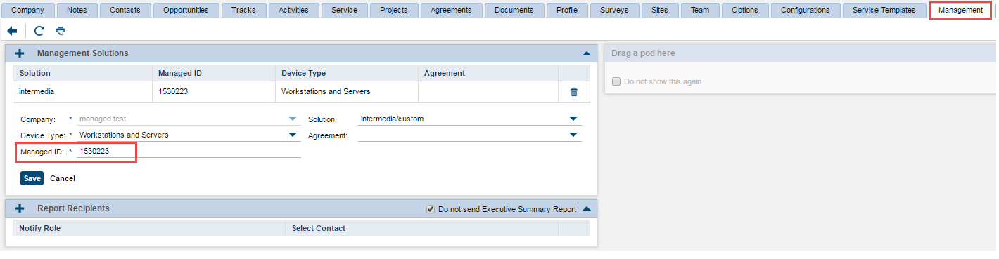 Company Notes Contacts Opportunities Tracks Activities Service Projects Agreements Documents Profile Surveys Sites Team Options Configurations Service Templates Management
Management Solutions
Drag a pod here
Solution Managed ID Device Type Agreement
Do not show this again
intermedia 1530223 Workstations and Servers
Company: * managed test Solution: intermedia/custom
Device Type: * Workstations and Servers Agreement:
Managed ID: * 1530223
Save Cancel
Report Recipients Do not send Executive Summary Report
Notify Role Select Contact